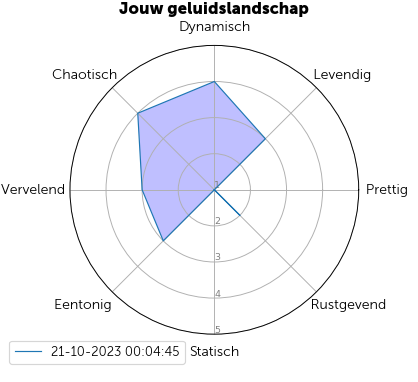 Jouw geluidslandschap
Dynamisch
Chaotisch
Levendig
Vervelend
1
Prettig
2
3
4
Eentonig
Rustgevend
5
21-10-2023 00:04:45
Statisch